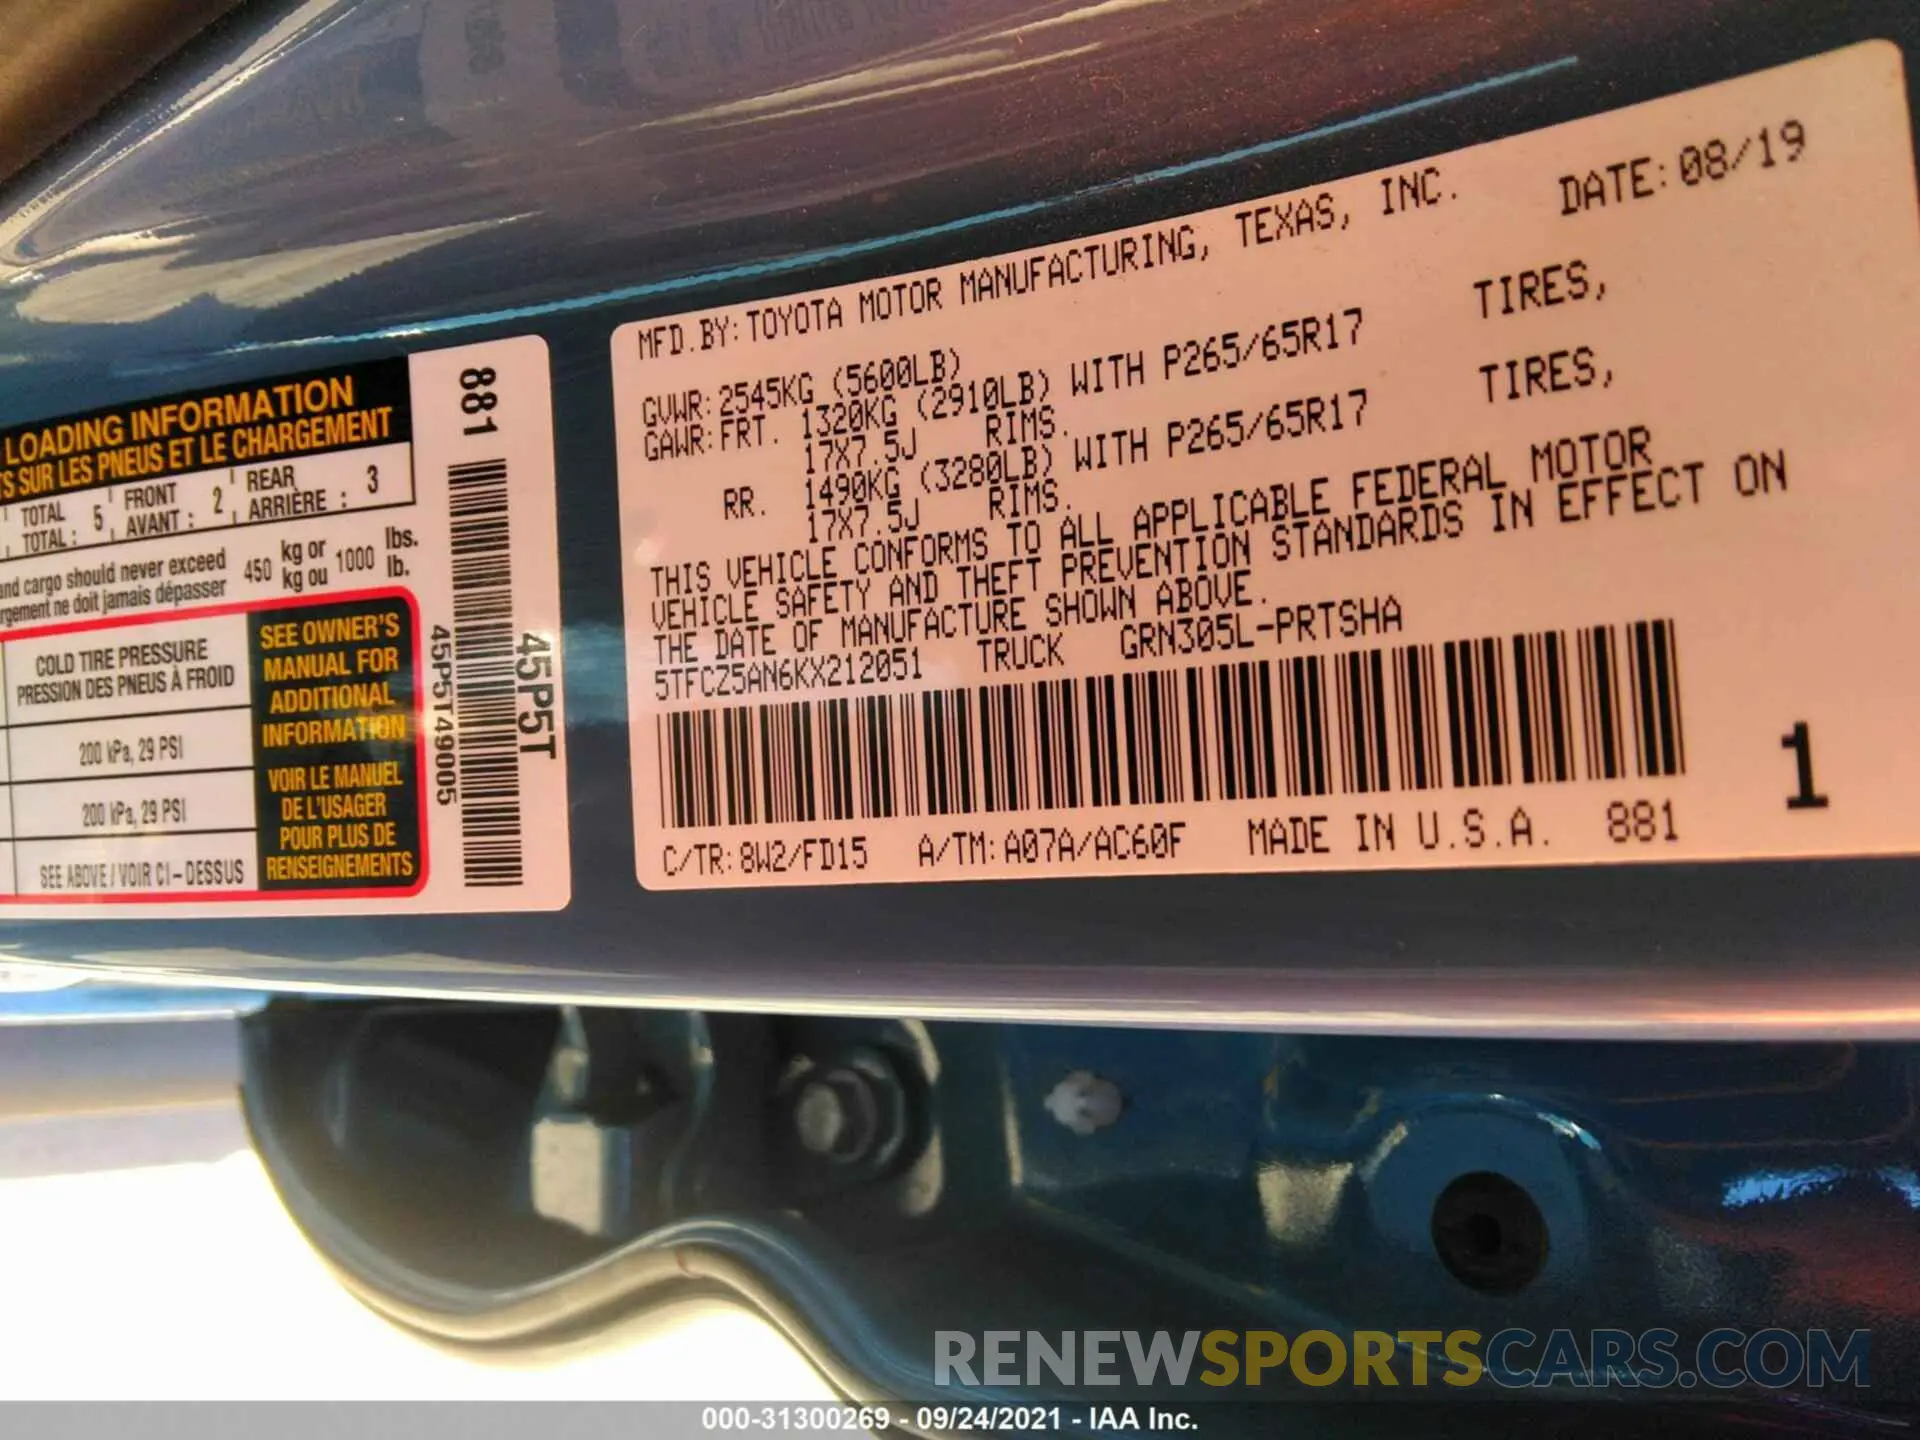 LOADING INFORMATION
TS SUR LES PNEUS ET LE CHARGEMENT
TOTAL 5 FRONT 2 REAR 3
TOTAL : AVANT : ARRIÈRE :
and cargo should never exceed 450 kg or 1000 lbs.
rgement ne doit jamais dépasser kg ou lb.
COLD TIRE PRESSURE
PRESSION DES PNEUS À FROID
200 kPa, 29 PSI
200 kPa, 29 PSI
SEE ABOVE / VOIR CI-DESSUS
SEE OWNER'S
MANUAL FOR
ADDITIONAL
INFORMATION
VOIR LE MANUEL
DE L'USAGER
POUR PLUS DE
RENSEIGNEMENTS
881
45P5T49005
45P5T
MFD.BY:TOYOTA MOTOR MANUFACTURING, TEXAS, INC. DATE:08/19
GVWR:2545KG (5600LB)
GAWR:FRT. 1320KG (2910LB) WITH P265/65R17 TIRES,
17X7.5J RIMS.
RR. 1490KG (3280LB) WITH P265/65R17 TIRES,
17X7.5J RIMS.
THIS VEHICLE CONFORMS TO ALL APPLICABLE FEDERAL MOTOR
VEHICLE SAFETY AND THEFT PREVENTION STANDARDS IN EFFECT ON
THE DATE OF MANUFACTURE SHOWN ABOVE.
5TFCZ5AN6KX212051 TRUCK GRN305L-PRTSHA
1
C/TR:8W2/FD15 A/TM:A07A/AC60F MADE IN U.S.A. 881
RENEWSPORTSCARS.COM
000-31300269 - 09/24/2021 - IAA Inc.